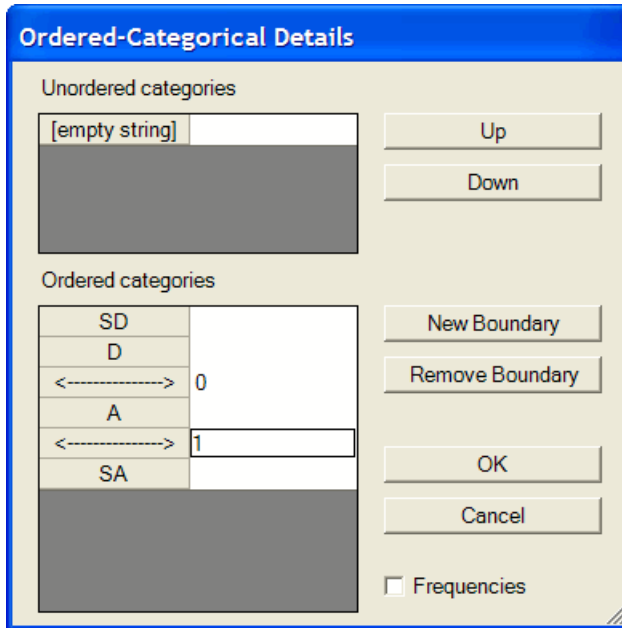 Ordered-Categorical Details
Unordered categories
[empty string]
Up
Down
Ordered categories
SD
D
<---------------> 0
A
<---------------> 1
SA
New Boundary
Remove Boundary
OK
Cancel
Frequencies